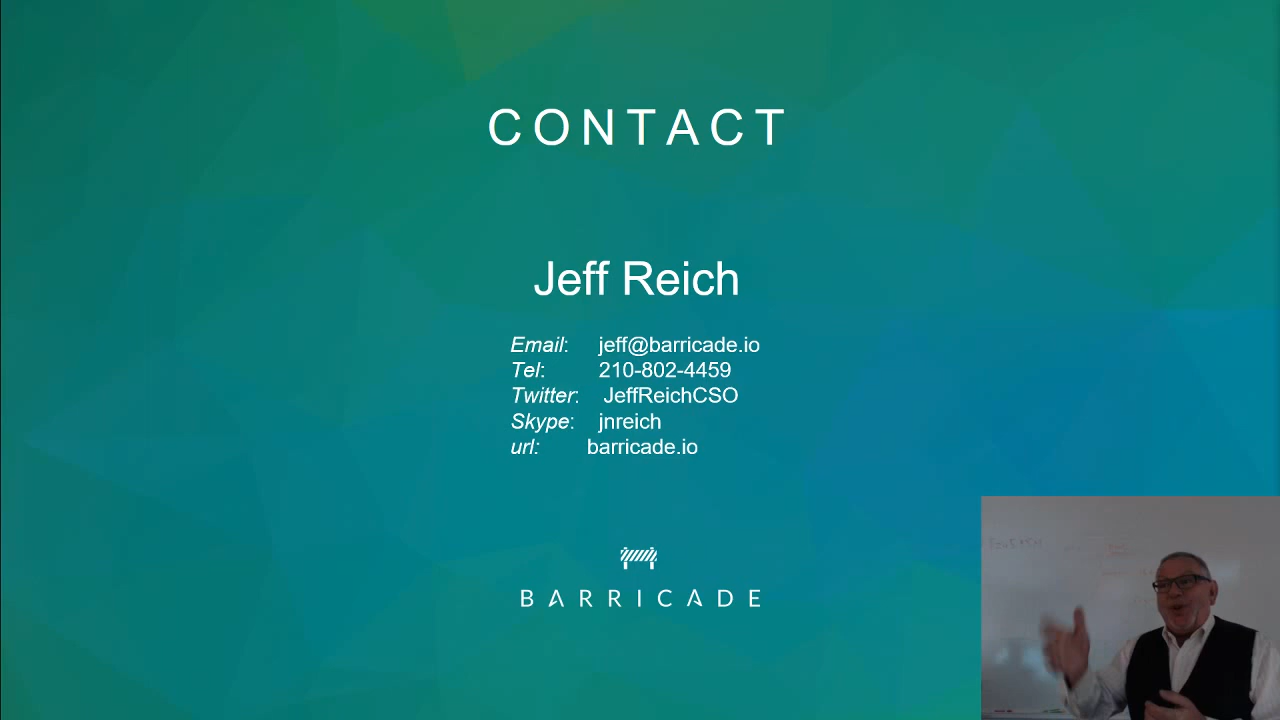 CONTACT
Jeff Reich
Email: jeff@barricade.io
Tel: 210-802-4459
Twitter: JeffReichCSO
Skype: jnreich
url: barricade.io
BARRICADE